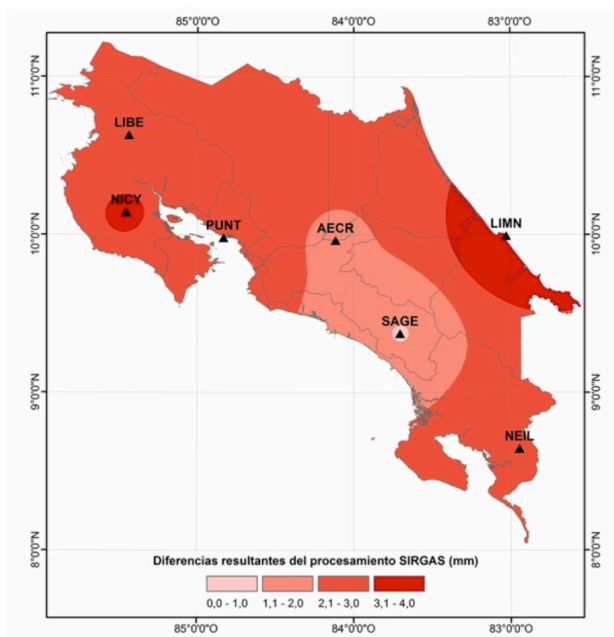 85°0'0"O 84°0'0"O 83°0'0"O
11°0'0"N 11°0'0"N
LIBE
NICY
PUNT
AECR
LIMN
10°0'0"N 10°0'0"N
SAGE
9°0'0"N 9°0'0"N
NEIL
8°0'0"N 8°0'0"N
Diferencias resultantes del procesamiento SIRGAS (mm)
0,0 - 1,0 1,1 - 2,0 2,1 - 3,0 3,1 - 4,0
85°0'0"O 84°0'0"O 83°0'0"O